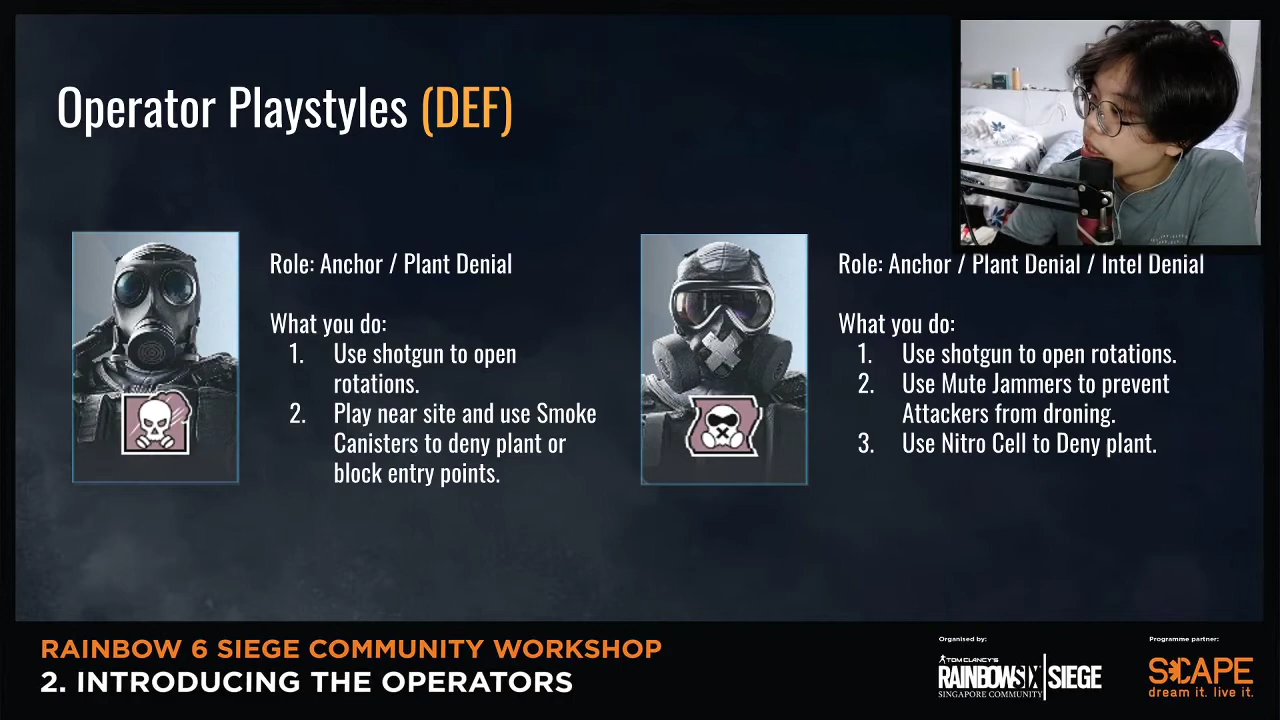 Operator Playstyles (DEF)
Role: Anchor / Plant Denial
What you do:
1. Use shotgun to open
rotations.
2. Play near site and use Smoke
Canisters to deny plant or
block entry points.
Role: Anchor / Plant Denial / Intel Denial
What you do:
1. Use shotgun to open rotations.
2. Use Mute Jammers to prevent
Attackers from droning.
3. Use Nitro Cell to Deny plant.
RAINBOW 6 SIEGE COMMUNITY WORKSHOP
2. INTRODUCING THE OPERATORS
Organised by:
TOM CLANCY'S
RAINBOWSIX SIEGE
SINGAPORE COMMUNITY
Programme partner:
SCAPE
dream it. live it.